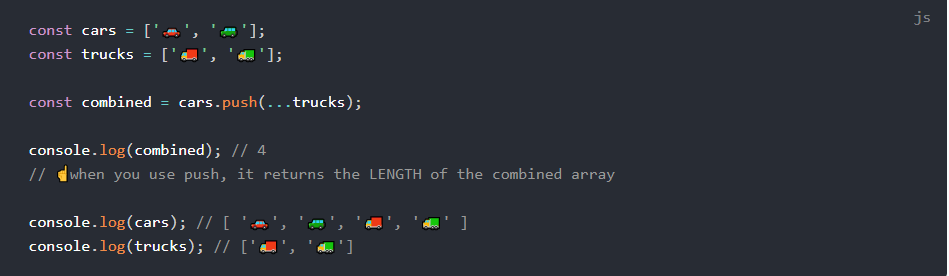 js
const cars = ['🚗', '🚙'];
const trucks = ['🚚', '🚛'];
const combined = cars.push(...trucks);
console.log(combined); // 4
// ☝️when you use push, it returns the LENGTH of the combined array
console.log(cars); // [ '🚗', '🚙', '🚚', '🚛' ]
console.log(trucks); // ['🚚', '🚛']